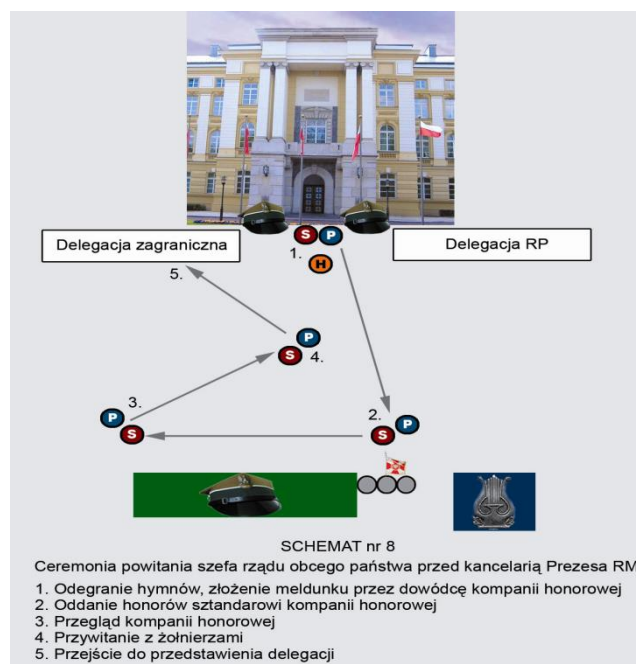 Delegacja zagraniczna
Delegacja RP
S P
1.
H
5.
P
S 4.
3.
P
S
2.
P
S
SCHEMAT nr 8
Ceremonia powitania szefa rządu obcego państwa przed kancelarią Prezesa RM
1. Odegranie hymnów, złożenie meldunku przez dowódcę kompanii honorowej
2. Oddanie honorów sztandarowi kompanii honorowej
3. Przegląd kompanii honorowej
4. Przywitanie z żołnierzami
5. Przejście do przedstawienia delegacji